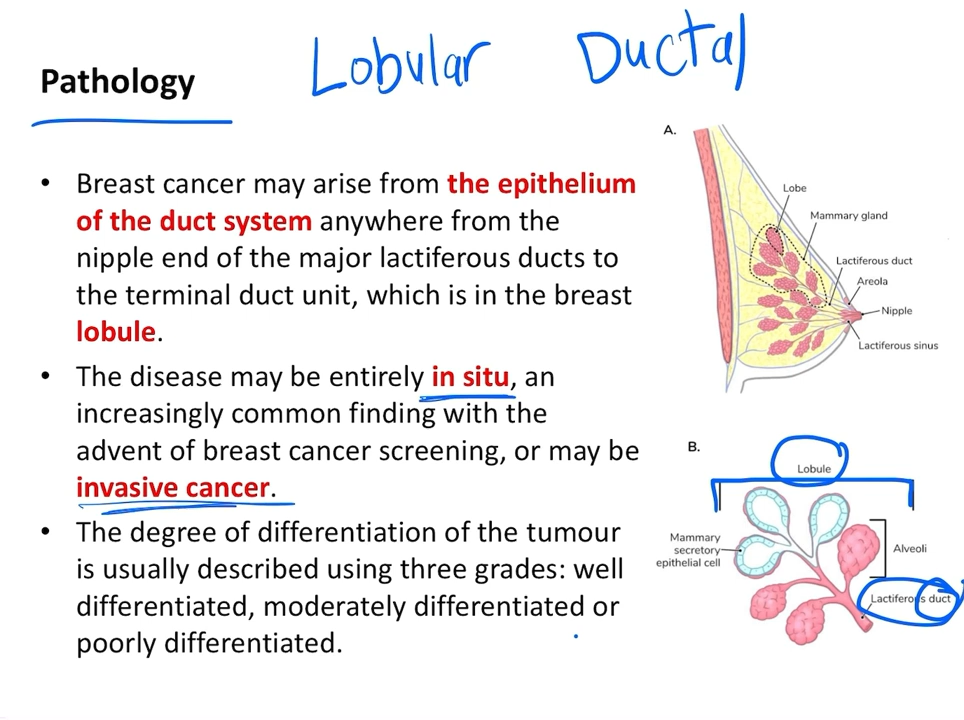 Lobular Ductal
Pathology
• Breast cancer may arise from the epithelium
of the duct system anywhere from the
nipple end of the major lactiferous ducts to
the terminal duct unit, which is in the breast
lobule.
• The disease may be entirely in situ, an
increasingly common finding with the
advent of breast cancer screening, or may be
invasive cancer.
• The degree of differentiation of the tumour
is usually described using three grades: well
differentiated, moderately differentiated or
poorly differentiated.
A.
Lobe
Mammary gland
Lactiferous duct
Areola
Nipple
Lactiferous sinus
B.
Lobule
Mammary
secretory
epithelial cell
Alveoli
Lactiferous duct